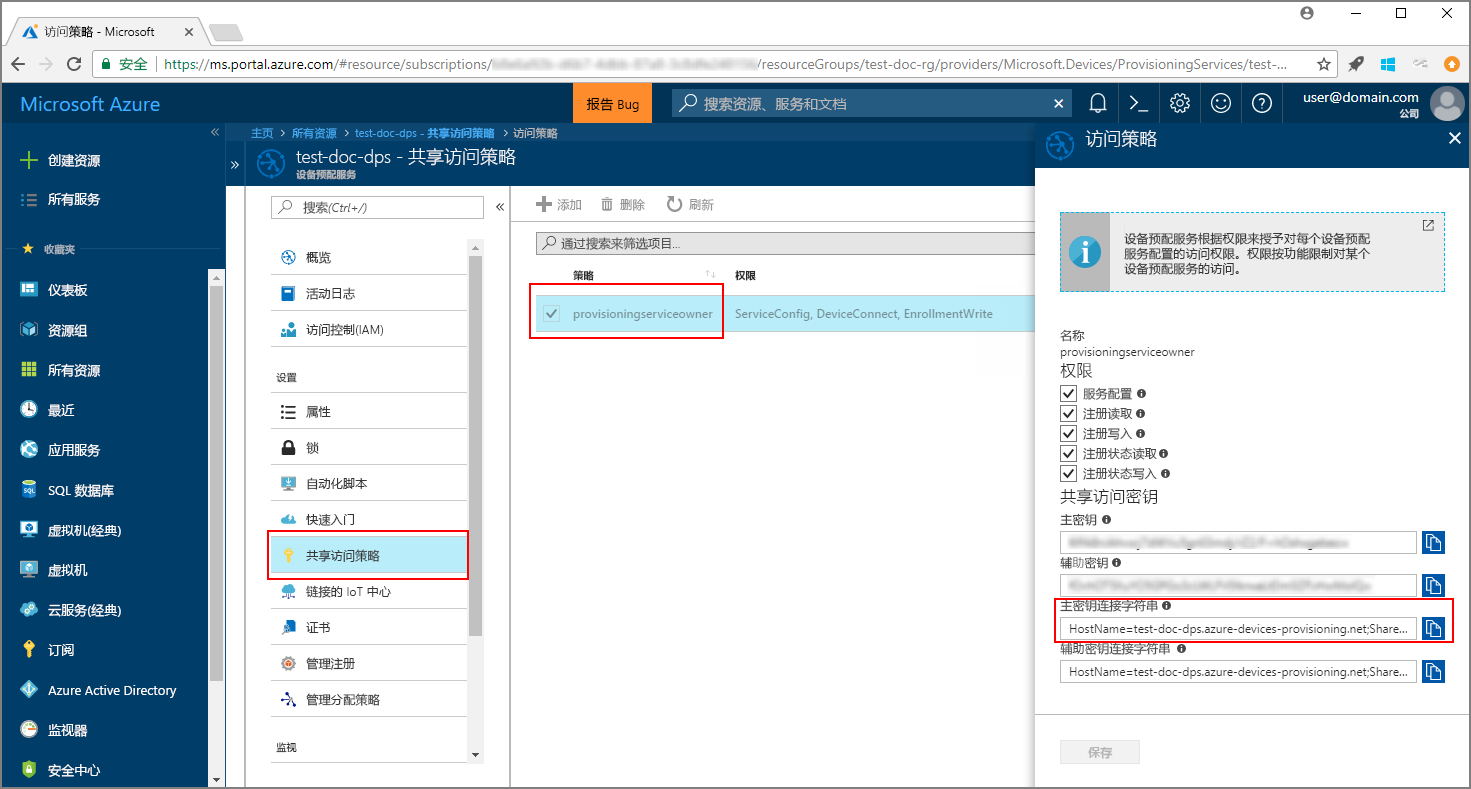 访问策略 - Microsoft
安全 https://ms.portal.azure.com/#resource/subscriptions/
/resourceGroups/test-doc-rg/providers/Microsoft.Devices/ProvisioningServices/test-...
Microsoft Azure
报告 Bug
搜索资源、服务和文档
user@domain.com
公司
主页 > 所有资源 > test-doc-dps - 共享访问策略 > 访问策略
test-doc-dps - 共享访问策略
设备预配服务
创建资源
所有服务
收藏夹
仪表板
资源组
所有资源
最近
应用服务
SQL 数据库
虚拟机(经典)
虚拟机
云服务(经典)
订阅
Azure Active Directory
监视器
安全中心
搜索(Ctrl+/)
概览
活动日志
访问控制(IAM)
设置
属性
锁
自动化脚本
快速入门
共享访问策略
链接的 IoT 中心
证书
管理注册
管理分配策略
监视
添加 删除 刷新
通过搜索来筛选项目...
策略 权限
provisioningserviceowner ServiceConfig, DeviceConnect, EnrollmentWrite
访问策略
设备预配服务根据权限来授予对每个设备预配
服务配置的访问权限。权限按功能限制对某个
设备预配服务的访问。
名称
provisioningserviceowner
权限
服务配置
注册读取
注册写入
注册状态读取
注册状态写入
共享访问密钥
主密钥
辅助密钥
主密钥连接字符串
HostName=test-doc-dps.azure-devices-provisioning.net;Share...
辅助密钥连接字符串
HostName=test-doc-dps.azure-devices-provisioning.net;Share...
保存